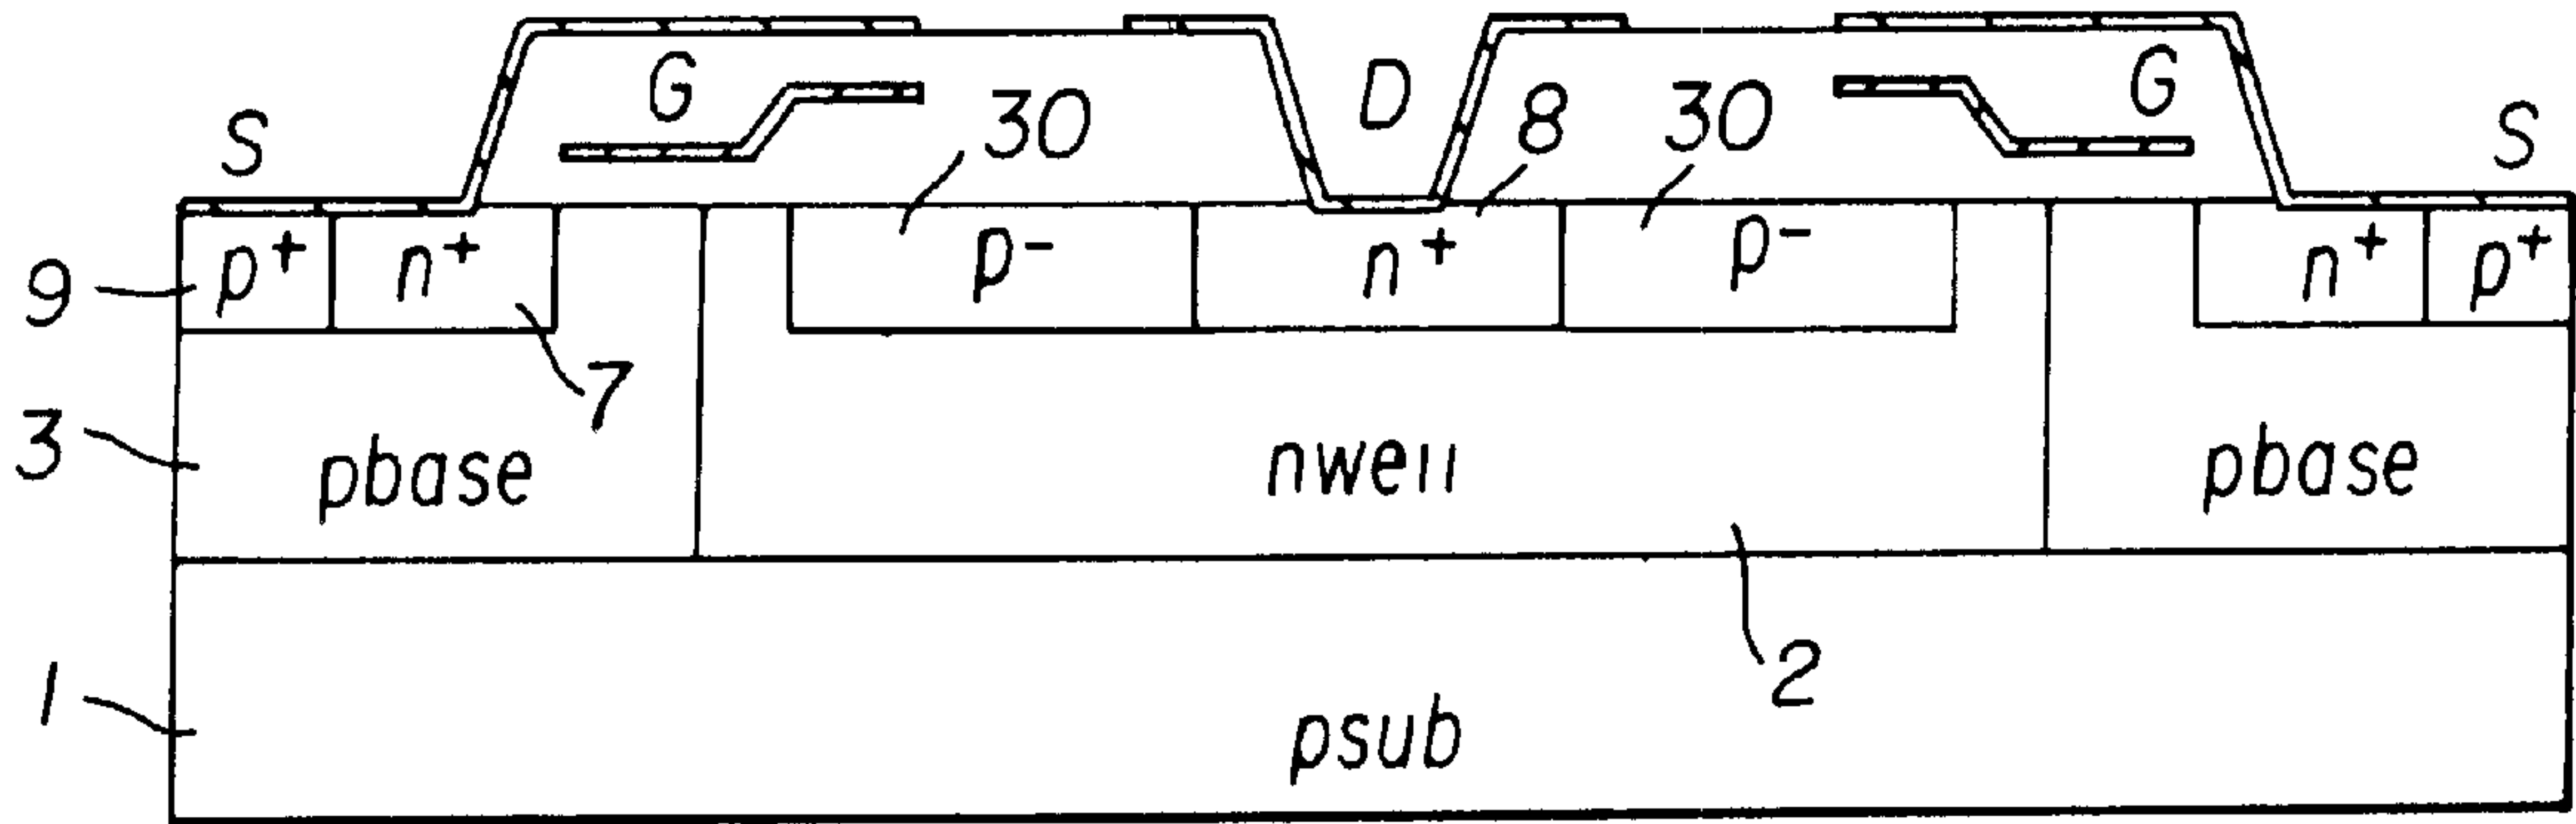 G D G
S 30 8 30 S
9 p+ n+ p- n+ p- n+ p+
7
3 pbase nwell pbase
1 2
psub